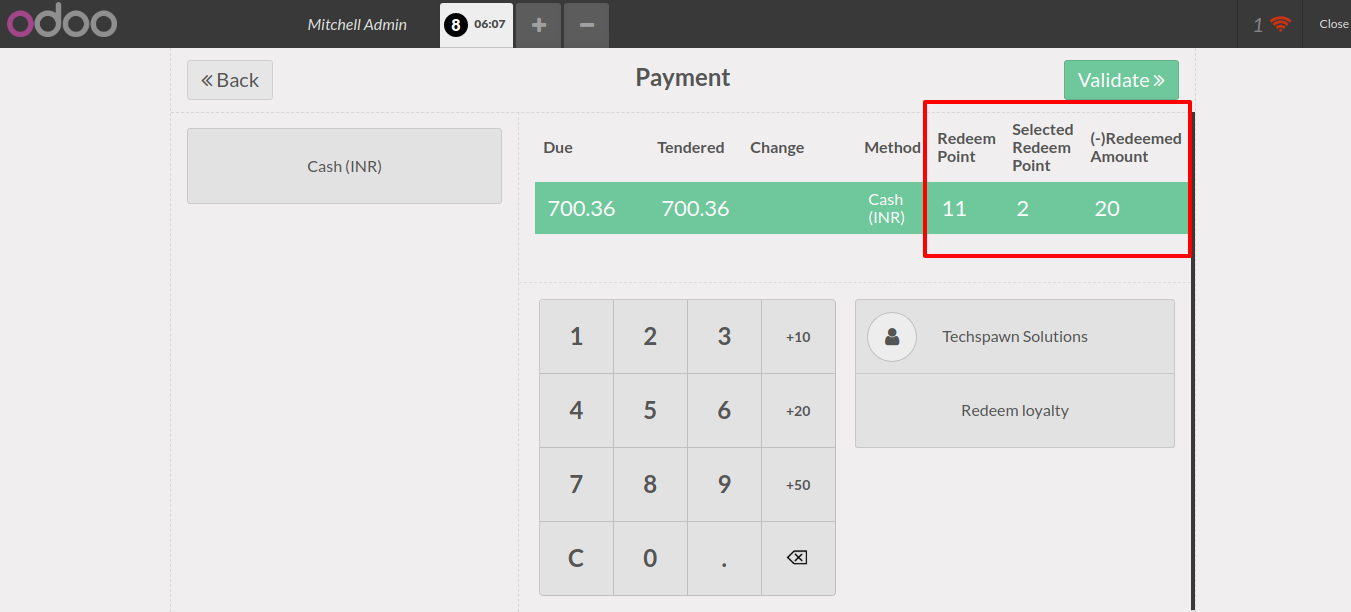 odoo
Mitchell Admin
8 06:07
+
−
1
Close
« Back
Payment
Validate »
Cash (INR)
Due Tendered Change Method
Redeem
Point
Selected
Redeem
Point
(-)Redeemed
Amount
700.36 700.36
Cash
(INR)
11 2 20
1 2 3 +10
4 5 6 +20
7 8 9 +50
C 0 .
Techspawn Solutions
Redeem loyalty